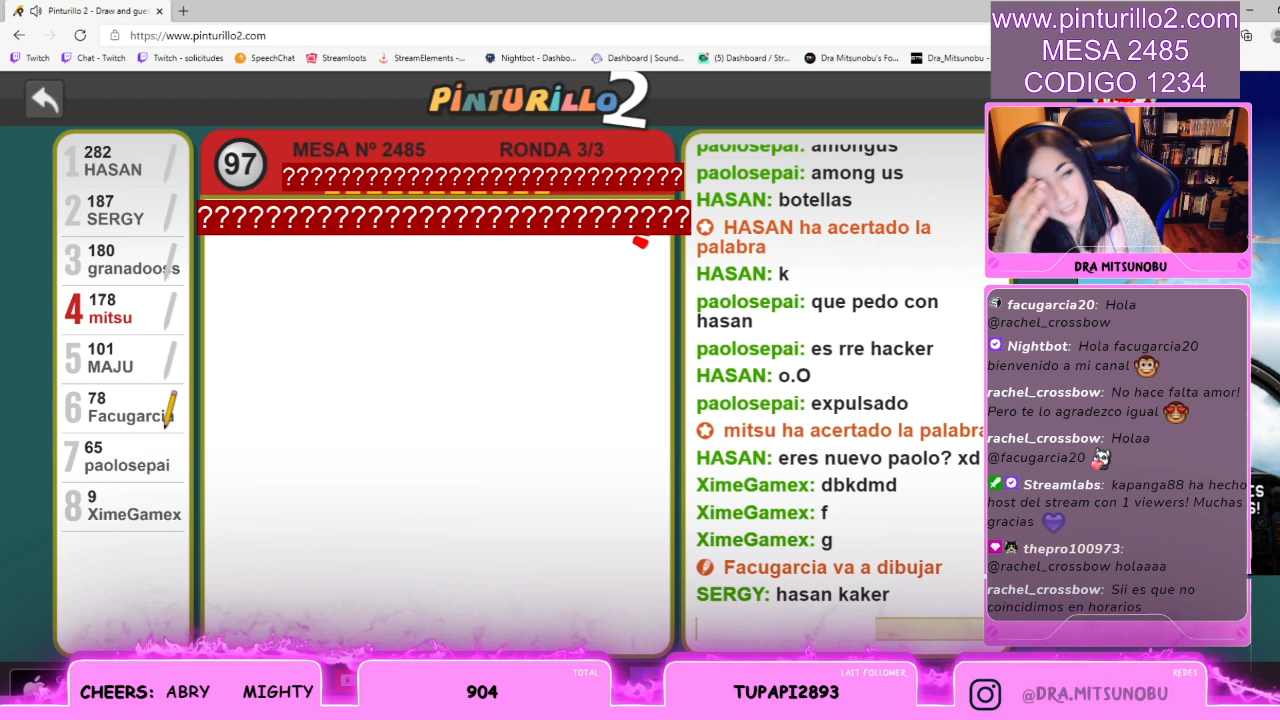 Pinturillo 2 - Draw and gues
www.pinturillo2.com
MESA 2485
CODIGO 1234
https://www.pinturillo2.com
Twitch
Chat - Twitch
Twitch - solicitudes
SpeechChat
Streamloots
StreamElements -...
Nightbot - Dashbo...
Dashboard | Sound...
(5) Dashboard / Str...
Dra Mitsunobu's Fo...
Dra_Mitsunobu -
PINTURILLO 2
1 282
HASAN
2 187
SERGY
3 180
granadooss
4 178
mitsu
5 101
MAJU
6 78
Facugarcia
7 65
paolosepai
8 9
XimeGamex
97
MESA Nº 2485 RONDA 3/3
?????????????????????????????
?????????????????????????????
paolosepai: amongus
paolosepai: among us
HASAN: botellas
HASAN ha acertado la
palabra
HASAN: k
paolosepai: que pedo con
hasan
paolosepai: es rre hacker
HASAN: o.O
paolosepai: expulsado
mitsu ha acertado la palabra
HASAN: eres nuevo paolo? xd
XimeGamex: dbkdmd
XimeGamex: f
XimeGamex: g
Facugarcia va a dibujar
SERGY: hasan kaker
DRA MITSUNOBU
facugarcia20: Hola
@rachel_crossbow
Nightbot: Hola facugarcia20
bienvenido a mi canal
rachel_crossbow: No hace falta amor!
Pero te lo agradezco igual
rachel_crossbow: Holaa
@facugarcia20
Streamlabs: kapanga88 ha hecho
host del stream con 1 viewers! Muchas
gracias
thepro100973:
@rachel_crossbow holaaaa
rachel_crossbow: Sii es que no
coincidimos en horarios
CHEERS: ABRY MIGHTY
TOTAL
904
LAST FOLLOWER
TUPAPI2893
REDES
@DRA.MITSUNOBU